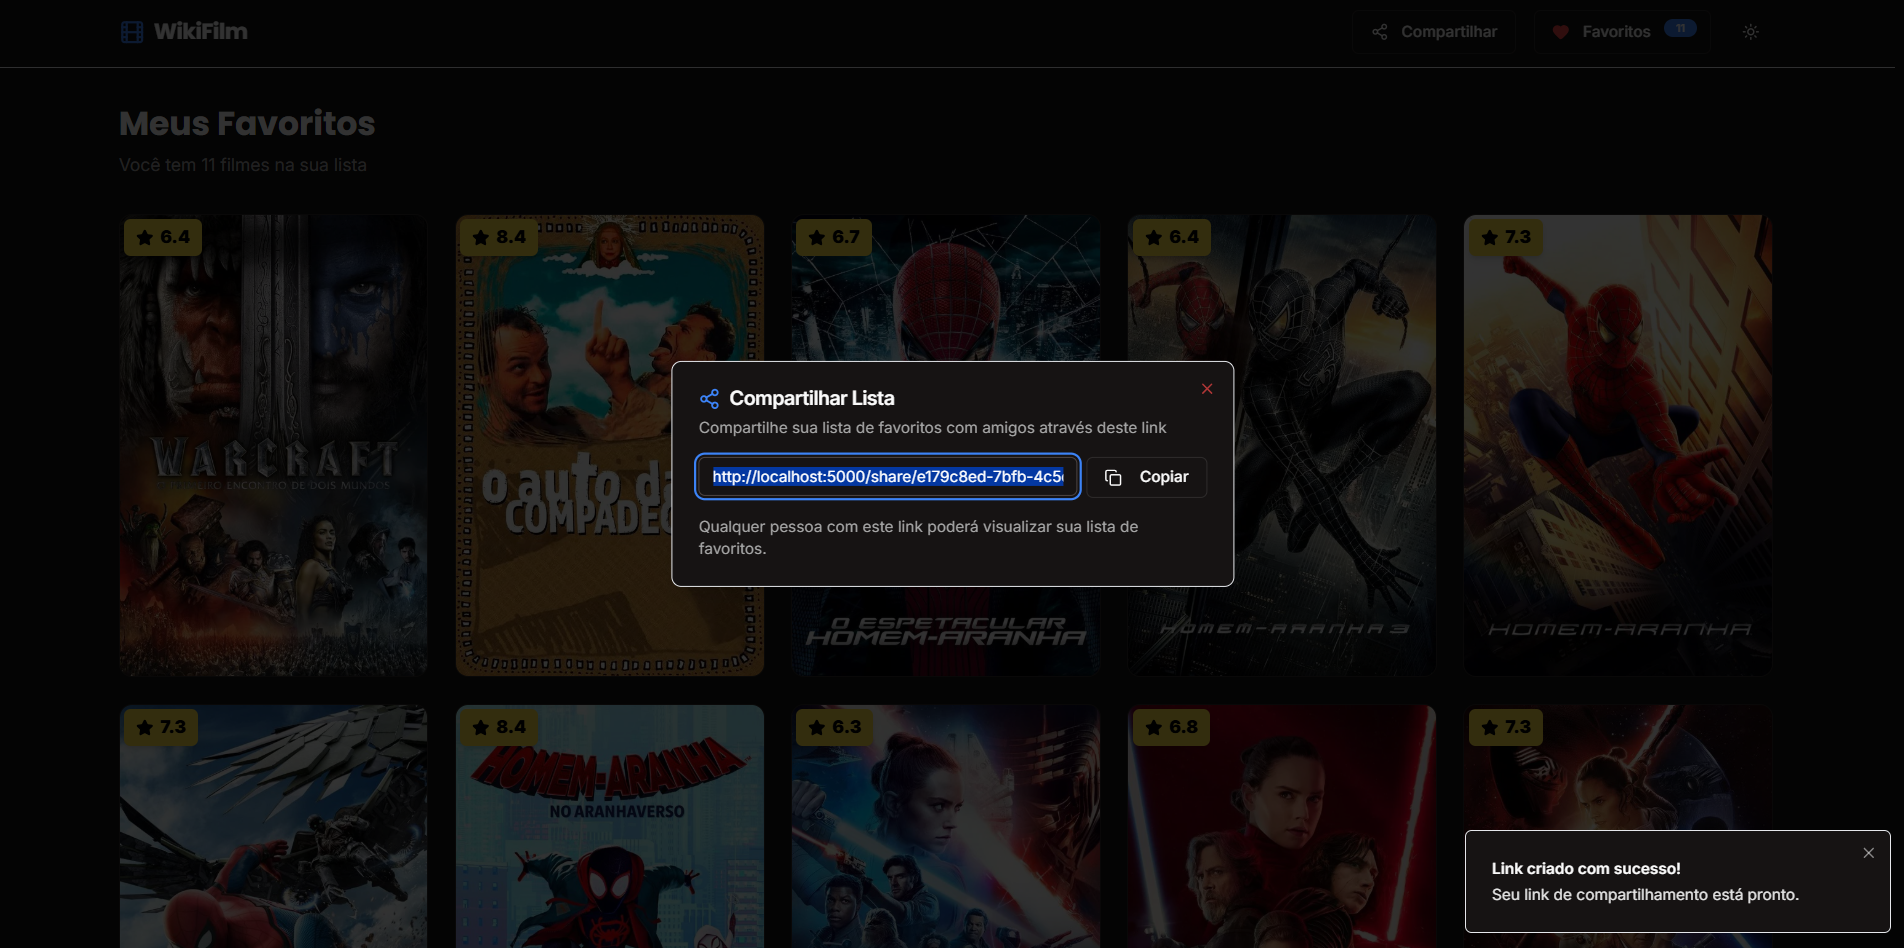 WikiFilm
Compartilhar
Favoritos
11
Meus Favoritos
Você tem 11 filmes na sua lista
6.4
8.4
6.7
6.4
7.3
WARCRAFT
PRIMEIRO ENCONTRO DE DOIS MUNDOS
o auto da
COMPADEC
O ESPETACULAR
HOMEM-ARANHA
HOMEM-ARANHA 3
HOMEM-ARANHA
Compartilhar Lista
Compartilhe sua lista de favoritos com amigos através deste link
http://localhost:5000/share/e179c8ed-7bfb-4c5
Copiar
Qualquer pessoa com este link poderá visualizar sua lista de
favoritos.
7.3
8.4
6.3
6.8
7.3
HOMEM-ARANHA
NO ARANHAVERSO
Link criado com sucesso!
Seu link de compartilhamento está pronto.